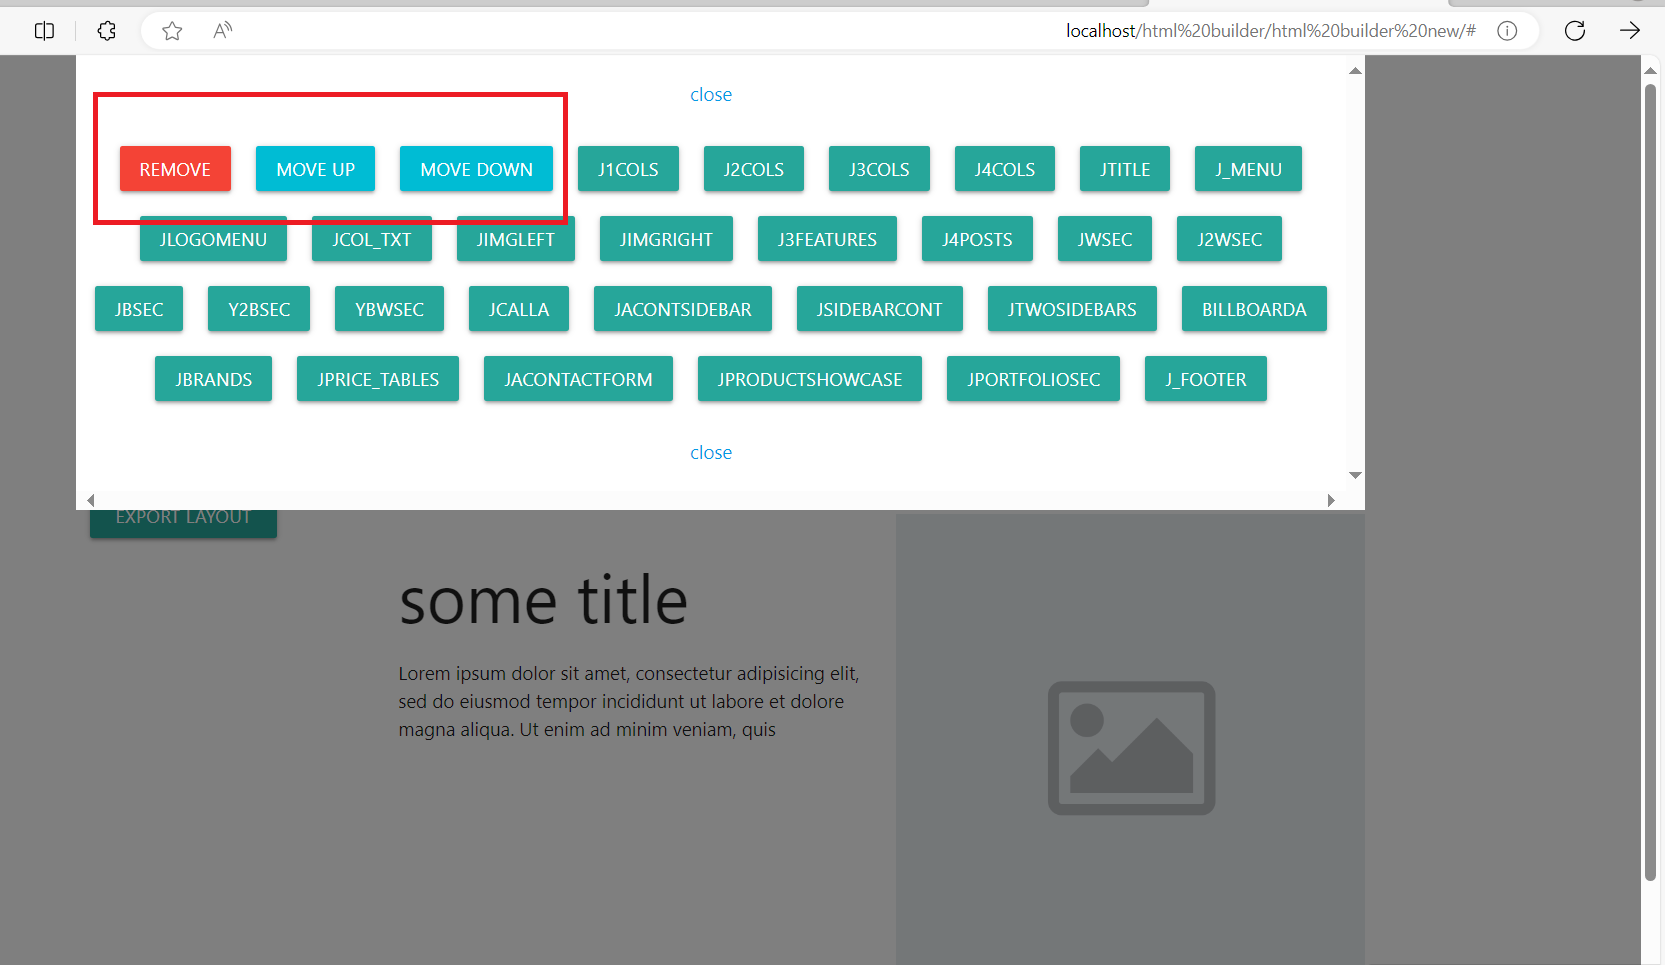 localhost/html%20builder/html%20builder%20new/#
close
REMOVE MOVE UP MOVE DOWN J1COLS J2COLS J3COLS J4COLS JTITLE J_MENU
JLOGOMENU JCOL_TXT JIMGLEFT JIMGRIGHT J3FEATURES J4POSTS JWSEC J2WSEC
JBSEC Y2BSEC YBWSEC JCALLA JACONTSIDEBAR JSIDEBARCONT JTWOSIDEBARS BILLBOARDA
JBRANDS JPRICE_TABLES JACONTACTFORM JPRODUCTSHOWCASE JPORTFOLIOSEC J_FOOTER
close
EXPORT LAYOUT
some title
Lorem ipsum dolor sit amet, consectetur adipisicing elit,
sed do eiusmod tempor incididunt ut labore et dolore
magna aliqua. Ut enim ad minim veniam, quis